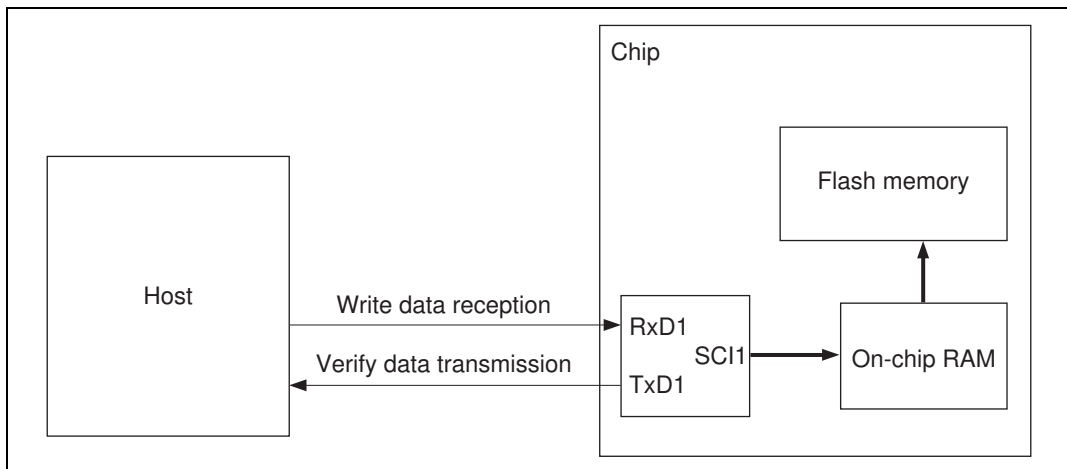 Chip
Flash memory
Host
Write data reception
RxD1
SCI1
On-chip RAM
Verify data transmission
TxD1